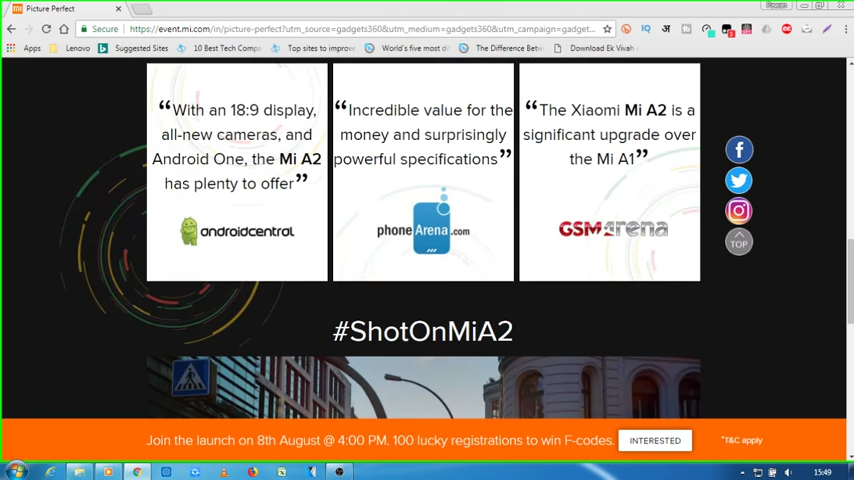 Picture Perfect
Pawan
Secure
https://event.mi.com/in/picture-perfect?utm_source=gadgets360&utm_medium=gadgets360&utm_campaign=gadget...
Apps
Lenovo
Suggested Sites
10 Best Tech Compa
Top sites to improve
World's five most dif
The Difference Betw
Download Ek Vivah
“With an 18:9 display,
all-new cameras, and
Android One, the Mi A2
has plenty to offer”
androidcentral
“Incredible value for the
money and surprisingly
powerful specifications”
phoneArena.com
“The Xiaomi Mi A2 is a
significant upgrade over
the Mi A1”
GSMarena
TOP
#ShotOnMiA2
Join the launch on 8th August @ 4:00 PM. 100 lucky registrations to win F-codes.
INTERESTED
*T&C apply
15:49